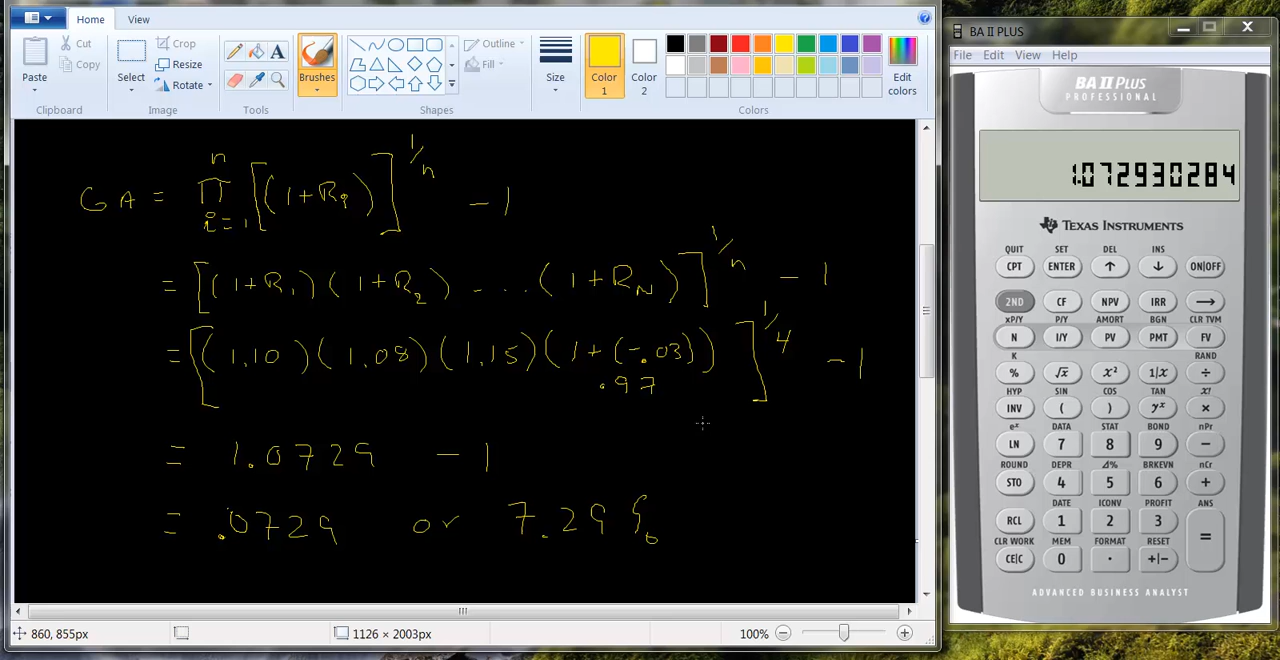 Home View
BA II PLUS
File Edit View Help
Paste
Cut
Copy
Clipboard
Select
Crop
Resize
Rotate
Image
A
Tools
Brushes
Shapes
Outline
Fill
Size
Color 1
Color 2
Edit colors
Colors
GA = n ∏ i=1 [(1+Ri)]^1/n - 1
= [(1+R1)(1+R2) .... (1+RN)]^1/n - 1
= [(1.10)(1.08)(1.15)(1+(-.03))]^1/4 - 1
.97
= 1.0729 - 1
= .0729 or 7.29%
860, 855px
1126 × 2003px
100%
BA II PLUS
PROFESSIONAL
1.072930284
TEXAS INSTRUMENTS
QUIT SET DEL INS
CPT ENTER ↑ ↓ ON|OFF
2ND CF NPV IRR →
xP/Y P/Y AMORT BGN CLR TVM
N I/Y PV PMT FV
K RAND
% √x x² 1/x ÷
HYP SIN COS TAN x!
INV ( ) yˣ ×
eˣ DATA STAT BOND nPr
LN 7 8 9 −
ROUND DEPR Δ% BRKEVN nCr
STO 4 5 6 +
DATE ICONV PROFIT ANS
RCL 1 2 3 =
CLR WORK MEM FORMAT RESET
CE|C 0 . +|−
ADVANCED BUSINESS ANALYST